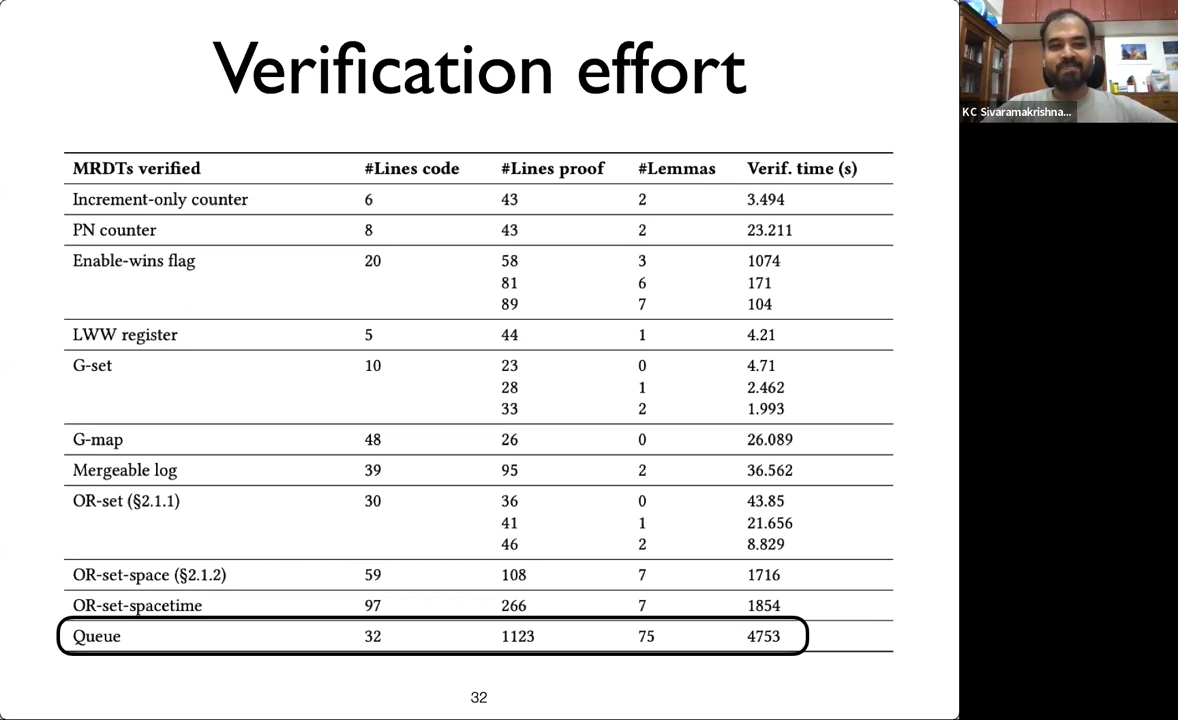 Verification effort
KC Sivaramakrishna...
MRDTs verified #Lines code #Lines proof #Lemmas Verif. time (s)
Increment-only counter 6 43 2 3.494
PN counter 8 43 2 23.211
Enable-wins flag 20 58 3 1074
81 6 171
89 7 104
LWW register 5 44 1 4.21
G-set 10 23 0 4.71
28 1 2.462
33 2 1.993
G-map 48 26 0 26.089
Mergeable log 39 95 2 36.562
OR-set (§2.1.1) 30 36 0 43.85
41 1 21.656
46 2 8.829
OR-set-space (§2.1.2) 59 108 7 1716
OR-set-spacetime 97 266 7 1854
Queue 32 1123 75 4753
32